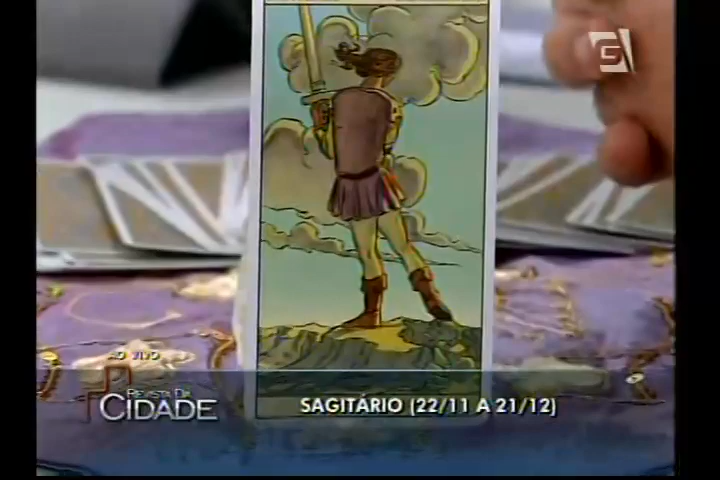 G
AO VIVO
REVISTA DA
CIDADE
SAGITÁRIO (22/11 A 21/12)